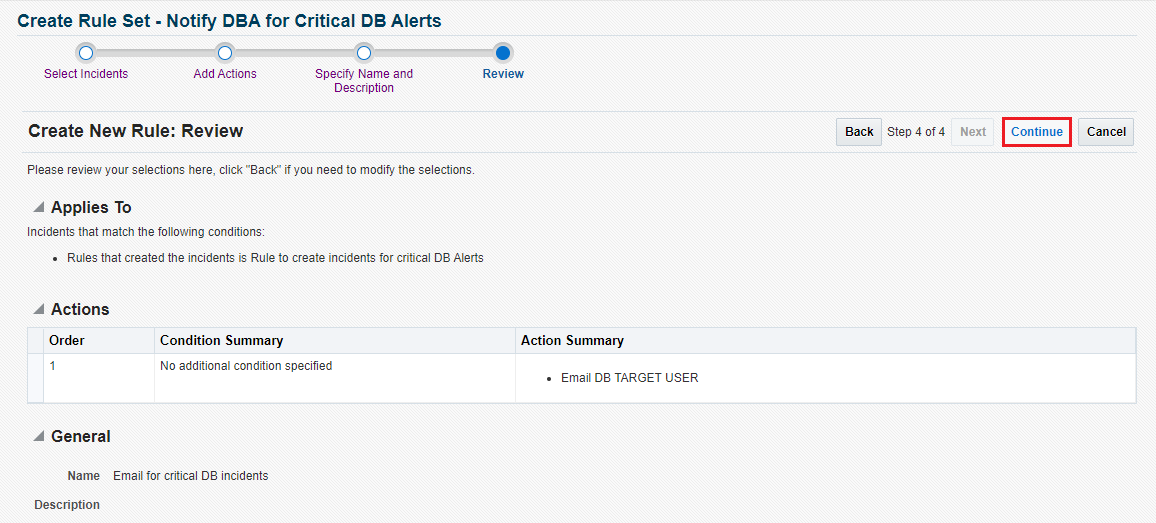 Create Rule Set - Notify DBA for Critical DB Alerts
Select Incidents
Add Actions
Specify Name and
Description
Review
Create New Rule: Review
Back Step 4 of 4 Next Continue Cancel
Please review your selections here, click "Back" if you need to modify the selections.
Applies To
Incidents that match the following conditions:
• Rules that created the incidents is Rule to create incidents for critical DB Alerts
Actions
Order Condition Summary Action Summary
1 No additional condition specified
• Email DB TARGET USER
General
Name Email for critical DB incidents
Description